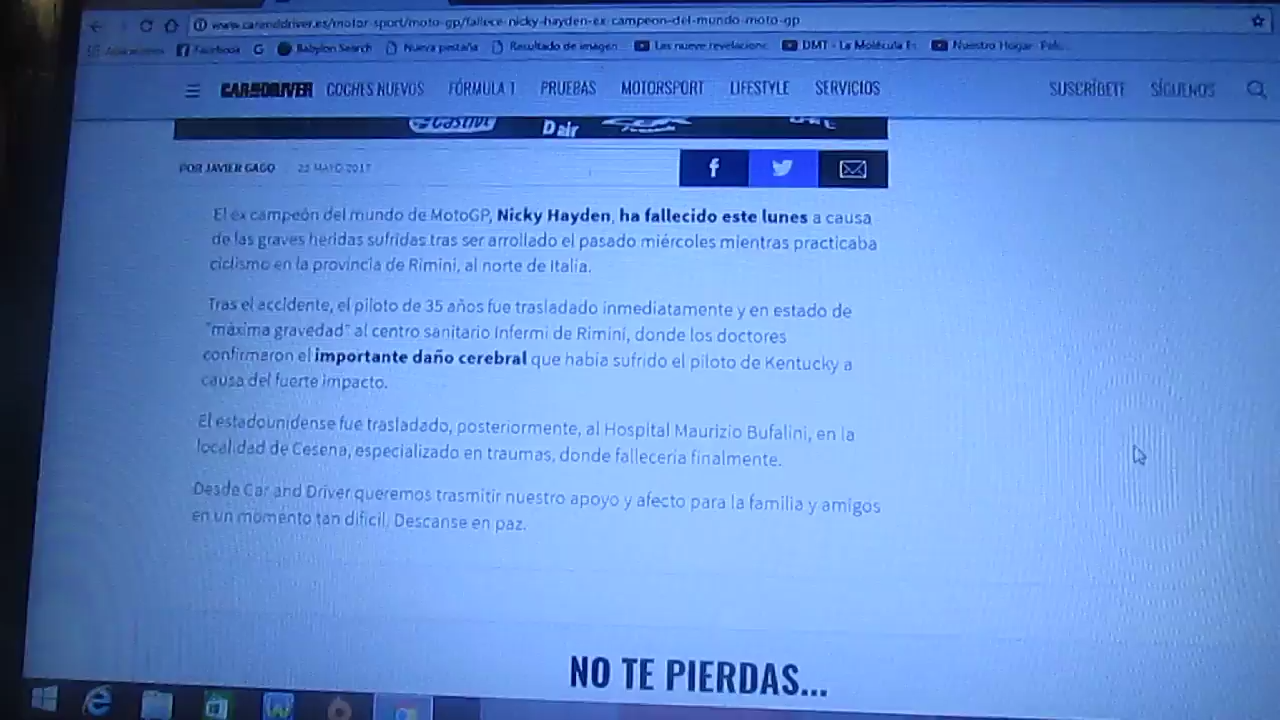 www.caranddriver.es/motor-sport/moto-gp/fallece-nicky-hayden-ex-campeon-del-mundo-moto-gp
Aplicaciones Facebook G Babylon Search Nueva pestaña Resultado de imagen Las nueve revelacione DMT - La Molécula Es Nuestro Hogar
CAR AND DRIVER COCHES NUEVOS FÓRMULA 1 PRUEBAS MOTORSPORT LIFESTYLE SERVICIOS SUSCRÍBETE SÍGUENOS
Castrol Dair
POR JAVIER GAGO 22 MAYO 2017
El ex campeón del mundo de MotoGP, Nicky Hayden, ha fallecido este lunes a causa
de las graves heridas sufridas tras ser arrollado el pasado miércoles mientras practicaba
ciclismo en la provincia de Rimini, al norte de Italia.
Tras el accidente, el piloto de 35 años fue trasladado inmediatamente y en estado de
"máxima gravedad" al centro sanitario Infermi de Rimini, donde los doctores
confirmaron el importante daño cerebral que había sufrido el piloto de Kentucky a
causa del fuerte impacto.
El estadounidense fue trasladado, posteriormente, al Hospital Maurizio Bufalini, en la
localidad de Cesena, especializado en traumas, donde fallecería finalmente.
Desde Car and Driver queremos trasmitir nuestro apoyo y afecto para la familia y amigos
en un momento tan difícil. Descanse en paz.
NO TE PIERDAS...